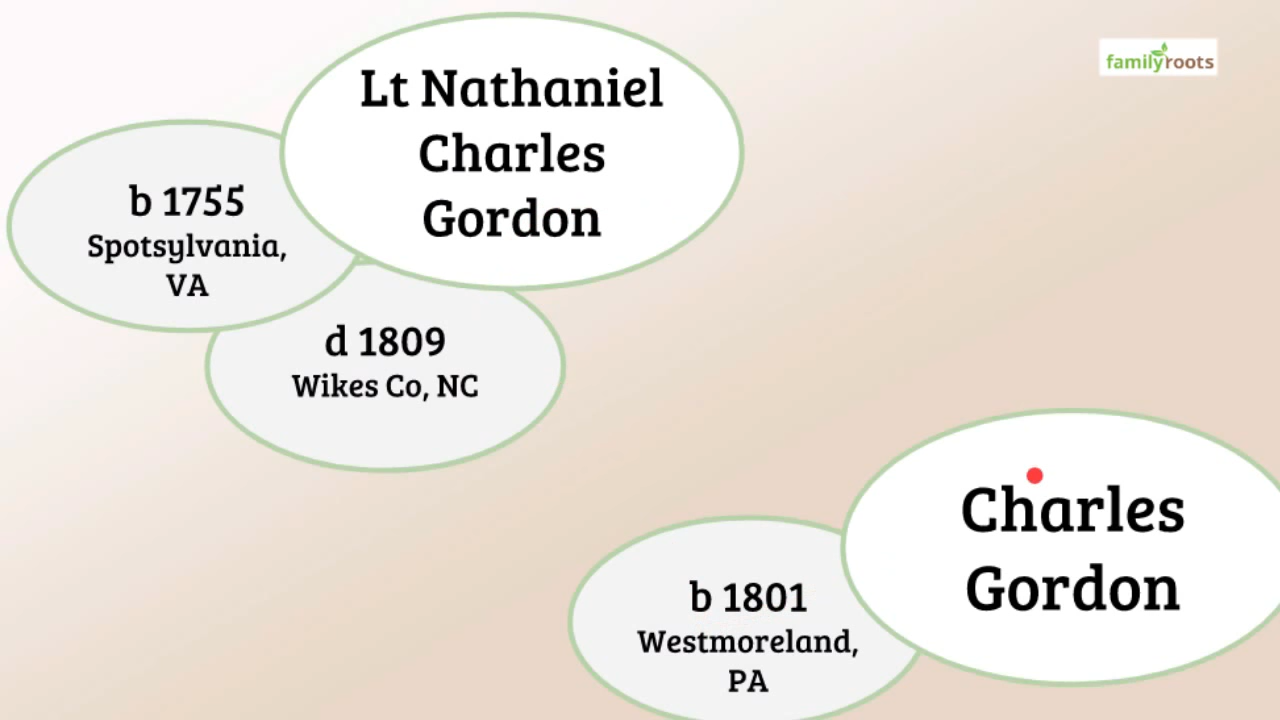 familyroots
Lt Nathaniel
Charles
Gordon
b 1755
Spotsylvania,
VA
d 1809
Wikes Co, NC
Charles
Gordon
b 1801
Westmoreland,
PA